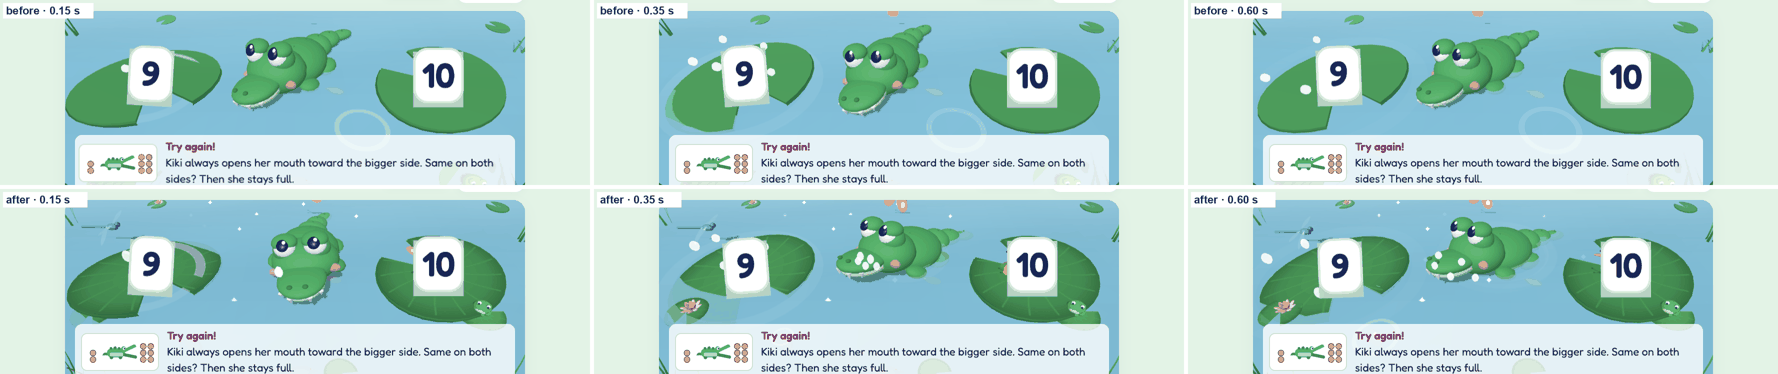 before · 0.15 s
9
10
Try again!
Kiki always opens her mouth toward the bigger side. Same on both
sides? Then she stays full.
before · 0.35 s
9
10
Try again!
Kiki always opens her mouth toward the bigger side. Same on both
sides? Then she stays full.
before · 0.60 s
9
10
Try again!
Kiki always opens her mouth toward the bigger side. Same on both
sides? Then she stays full.
after · 0.15 s
9
10
Try again!
Kiki always opens her mouth toward the bigger side. Same on both
sides? Then she stays full.
after · 0.35 s
9
10
Try again!
Kiki always opens her mouth toward the bigger side. Same on both
sides? Then she stays full.
after · 0.60 s
9
10
Try again!
Kiki always opens her mouth toward the bigger side. Same on both
sides? Then she stays full.